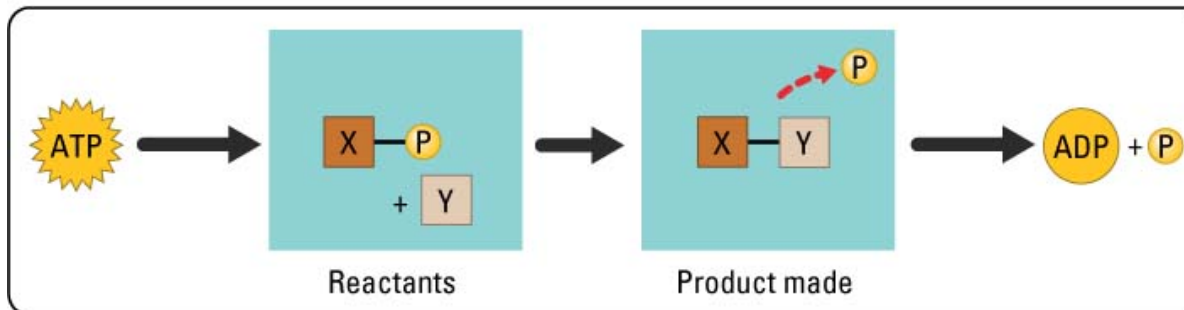 ATP
X P
+ Y
Reactants
P
X Y
Product made
ADP + P